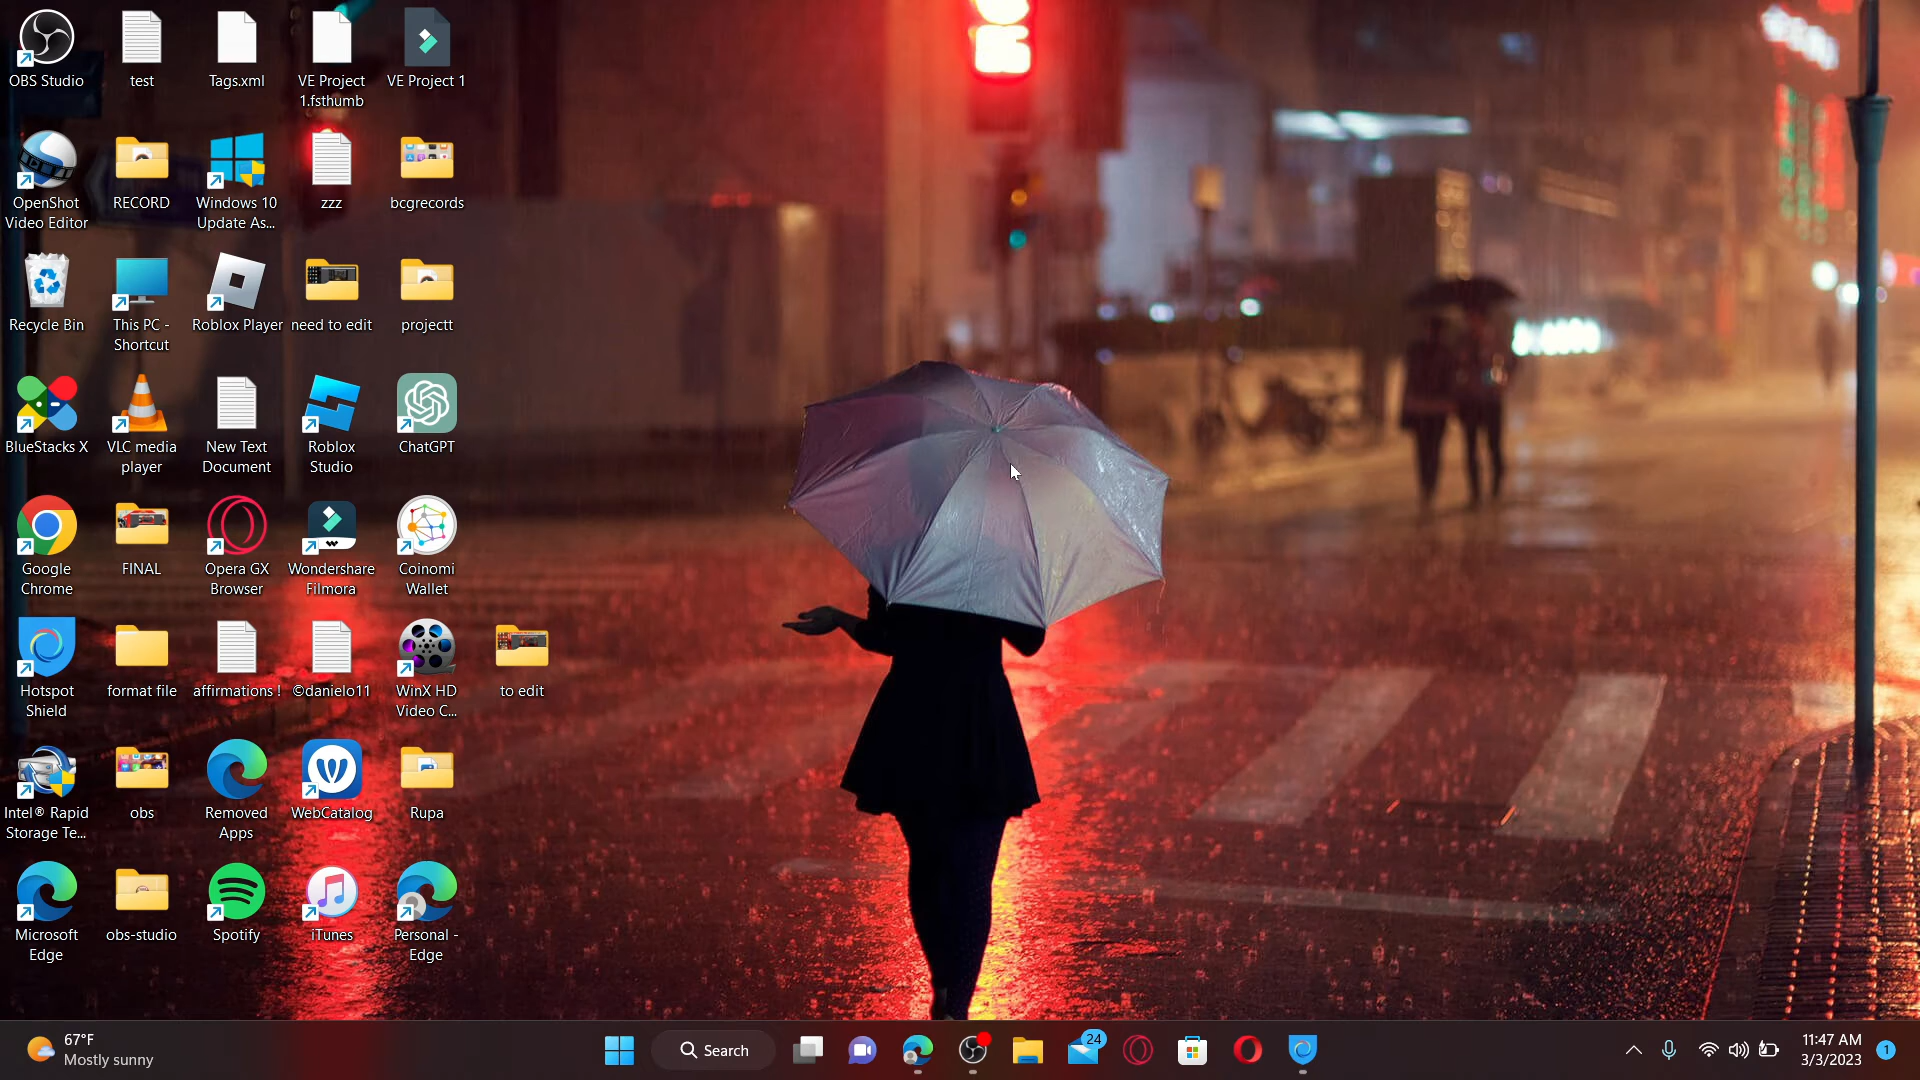 OBS Studio
test
Tags.xml
VE Project
1.fsthumb
VE Project 1
OpenShot
Video Editor
RECORD
Windows 10
Update As...
zzz
bcgrecords
Recycle Bin
This PC -
Shortcut
Roblox Player
need to edit
projectt
BlueStacks X
VLC media
player
New Text
Document
Roblox
Studio
ChatGPT
Google
Chrome
FINAL
Opera GX
Browser
Wondershare
Filmora
Coinomi
Wallet
Hotspot
Shield
format file
affirmations !
©danielo11
WinX HD
Video C...
to edit
Intel® Rapid
Storage Te...
obs
Removed
Apps
WebCatalog
Rupa
Microsoft
Edge
obs-studio
Spotify
iTunes
Personal -
Edge
67°F
Mostly sunny
Search
24
11:47 AM
3/3/2023
1